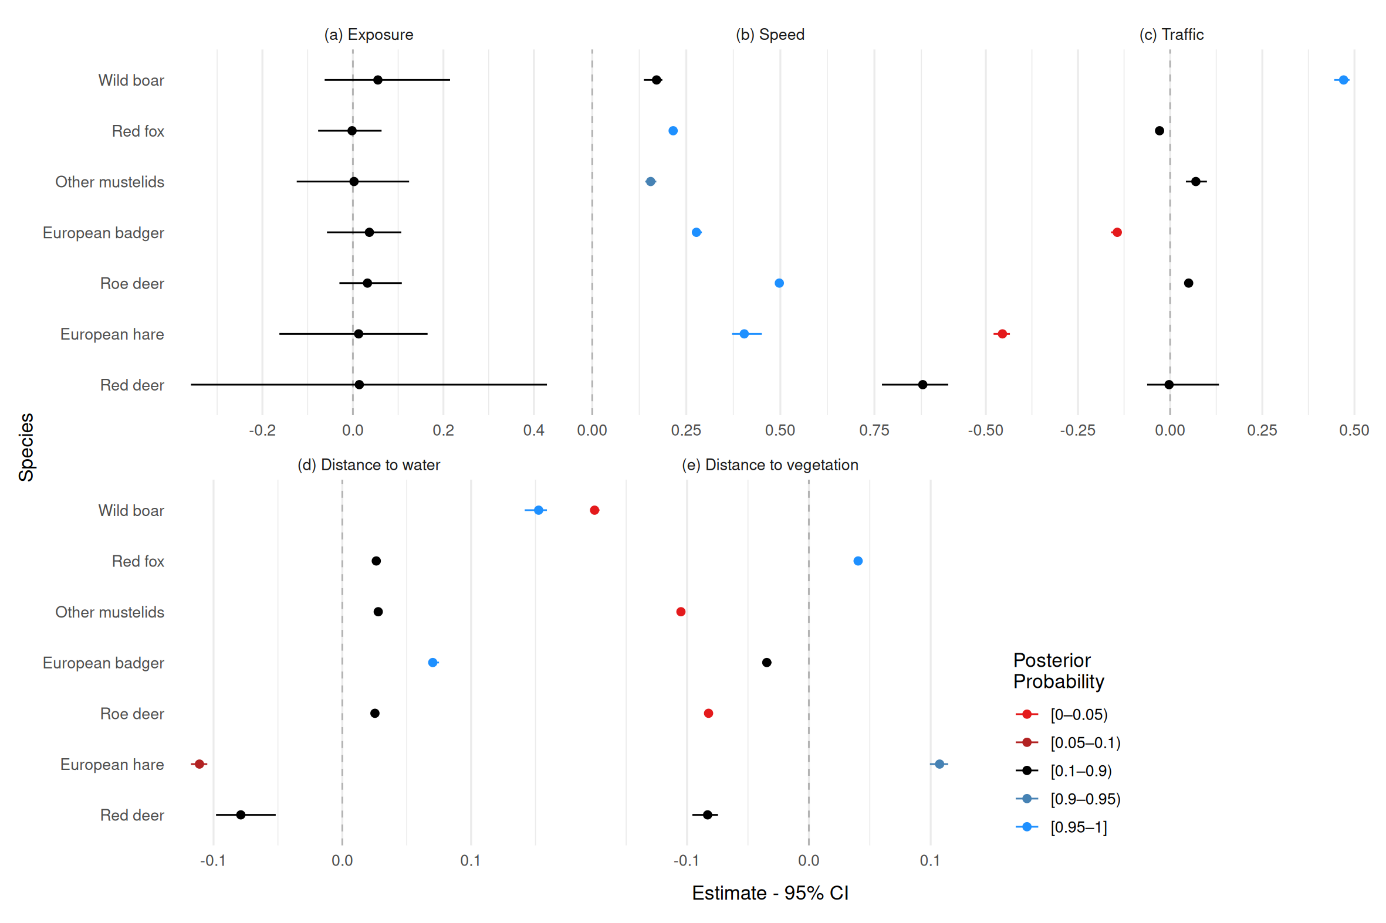 (a) Exposure
(b) Speed
(c) Traffic
Wild boar
Red fox
Other mustelids
European badger
Roe deer
European hare
Red deer
-0.2 0.0 0.2 0.4
0.00 0.25 0.50 0.75
-0.50 -0.25 0.00 0.25 0.50
Species
(d) Distance to water
(e) Distance to vegetation
Wild boar
Red fox
Other mustelids
European badger
Roe deer
European hare
Red deer
-0.1 0.0 0.1
-0.1 0.0 0.1
Estimate - 95% CI
Posterior
Probability
[0–0.05)
[0.05–0.1)
[0.1–0.9)
[0.9–0.95)
[0.95–1]